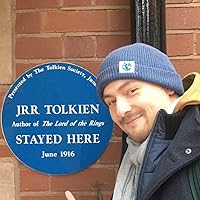 Presented by The Tolkien Society, June
JRR TOLKIEN
Author of The Lord of the Rings
STAYED HERE
June 1916